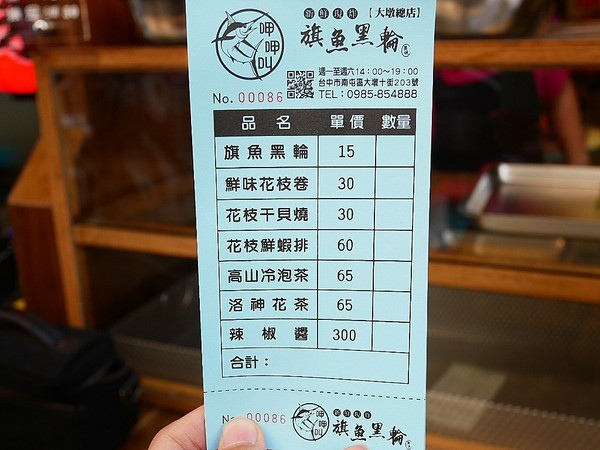 呷呷叫
新鮮現炸【大墩總店】
旗魚黑輪
週一至週六14:00～19:00
台中市南屯區大墩十街203號
TEL:0985-854888
No. 00086
品名 單價 數量
旗魚黑輪 15
鮮味花枝卷 30
花枝干貝燒 30
花枝鮮蝦排 60
高山冷泡茶 65
洛神花茶 65
辣椒醬 300
合計:
No. 00086
呷呷叫
新鮮現炸
旗魚黑輪